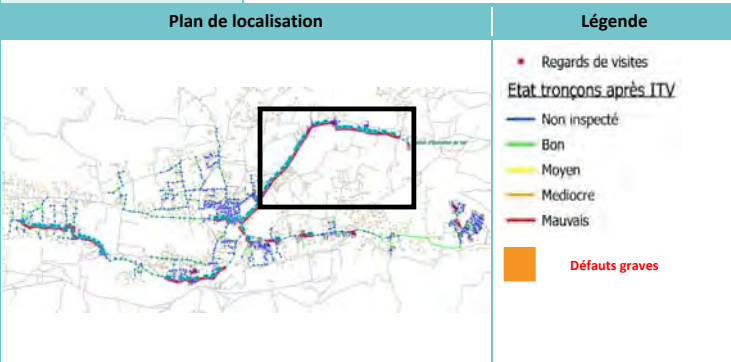 Plan de localisation
Légende
Regards de visites
Etat tronçons après ITV
Non inspecté
Bon
Moyen
Mediocre
Mauvais
Défauts graves